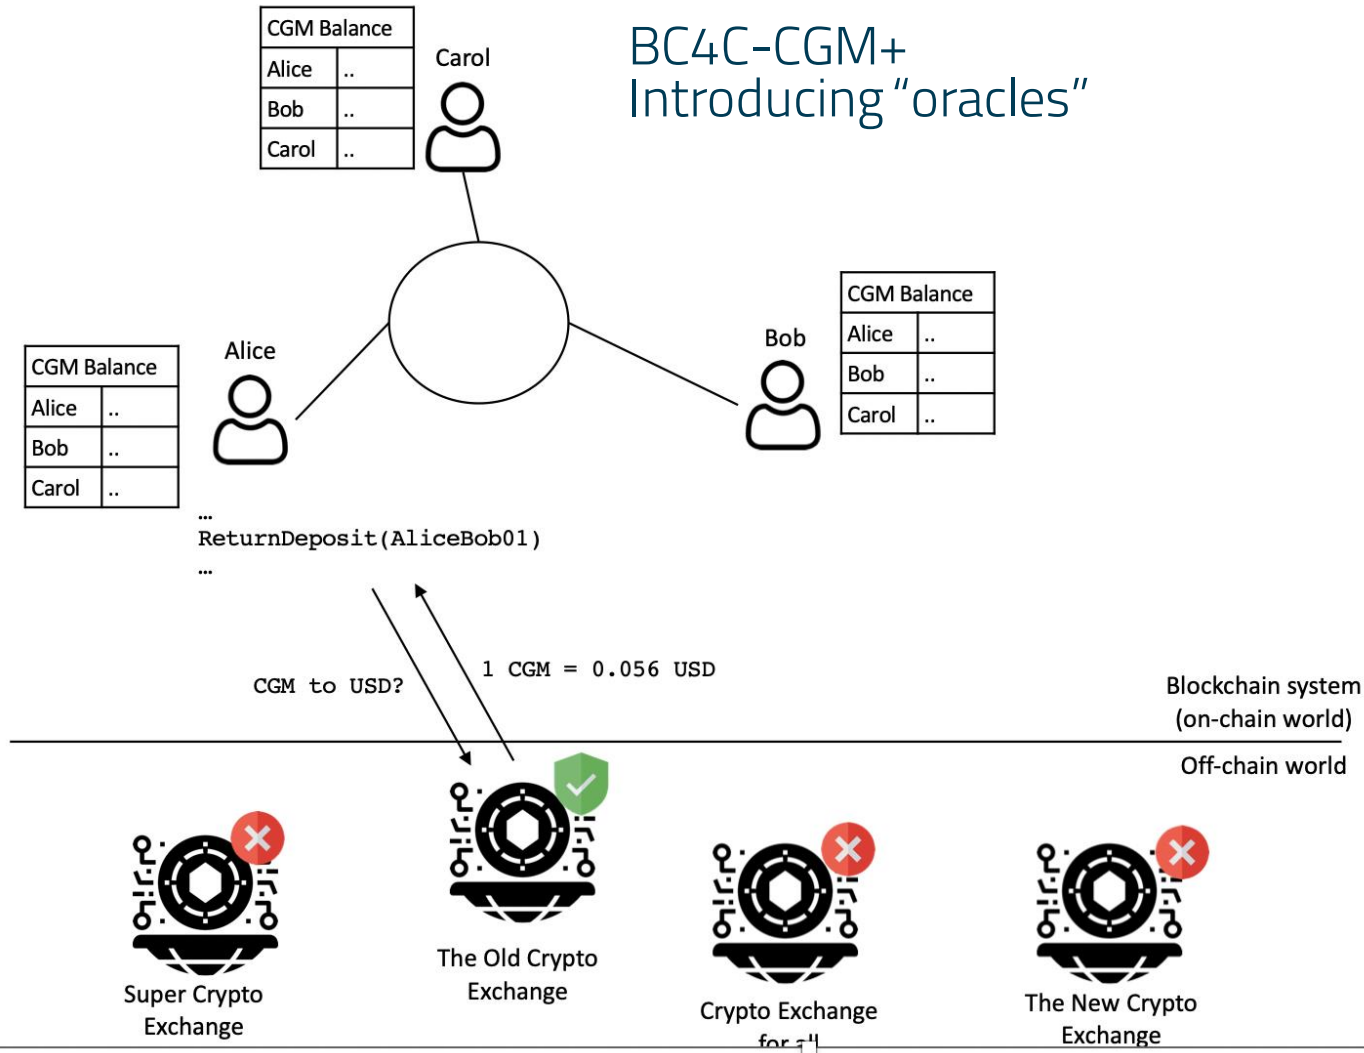 BC4C-CGM+
Introducing “oracles”
CGM Balance
Alice ..
Bob ..
Carol ..
Carol
CGM Balance
Alice ..
Bob ..
Carol ..
Alice
Bob
CGM Balance
Alice ..
Bob ..
Carol ..
…
ReturnDeposit(AliceBob01)
…
CGM to USD?
1 CGM = 0.056 USD
Blockchain system
(on-chain world)
Off-chain world
Super Crypto
Exchange
The Old Crypto
Exchange
Crypto Exchange
for all
The New Crypto
Exchange